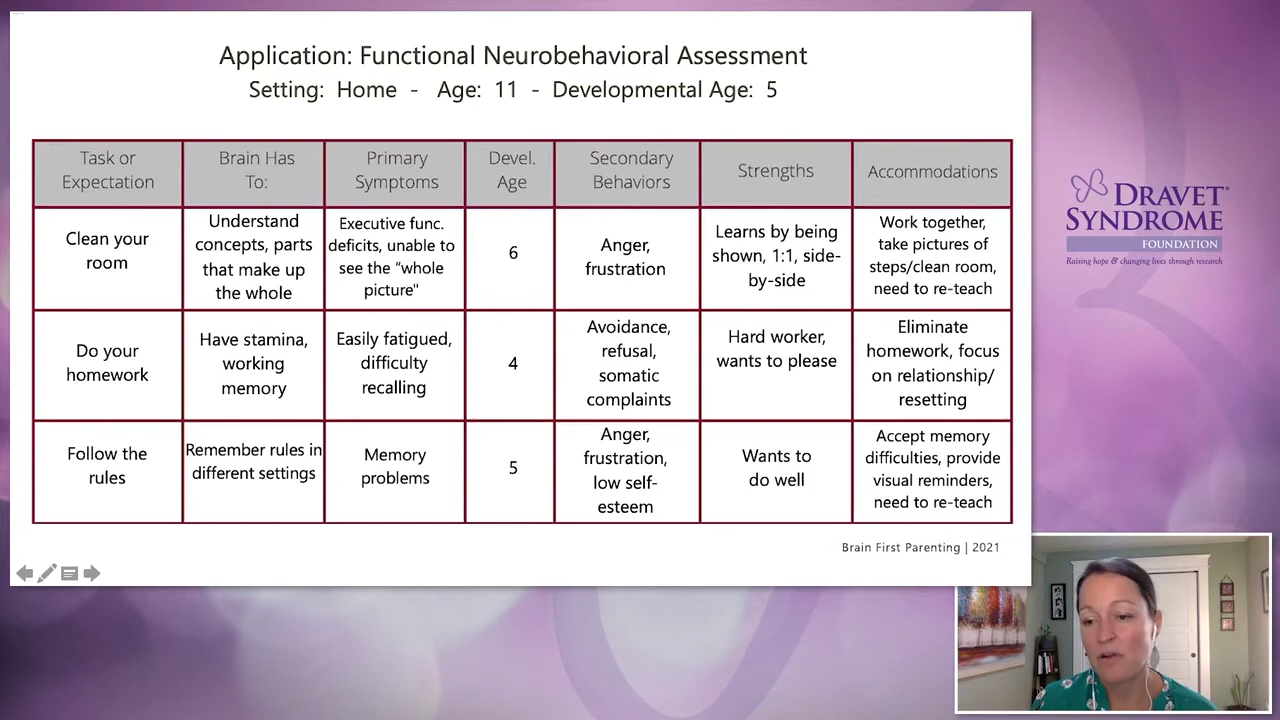 Application: Functional Neurobehavioral Assessment
Setting: Home - Age: 11 - Developmental Age: 5
Task or
Expectation
Brain Has
To:
Primary
Symptoms
Devel.
Age
Secondary
Behaviors
Strengths
Accommodations
Clean your
room
Understand
concepts, parts
that make up
the whole
Executive func.
deficits, unable to
see the “whole
picture"
6
Anger,
frustration
Learns by being
shown, 1:1, side-
by-side
Work together,
take pictures of
steps/clean room,
need to re-teach
Do your
homework
Have stamina,
working
memory
Easily fatigued,
difficulty
recalling
4
Avoidance,
refusal,
somatic
complaints
Hard worker,
wants to please
Eliminate
homework, focus
on relationship/
resetting
Follow the
rules
Remember rules in
different settings
Memory
problems
5
Anger,
frustration,
low self-
esteem
Wants to
do well
Accept memory
difficulties, provide
visual reminders,
need to re-teach
Brain First Parenting | 2021
DRAVET
SYNDROME
FOUNDATION
Raising hope & changing lives through research